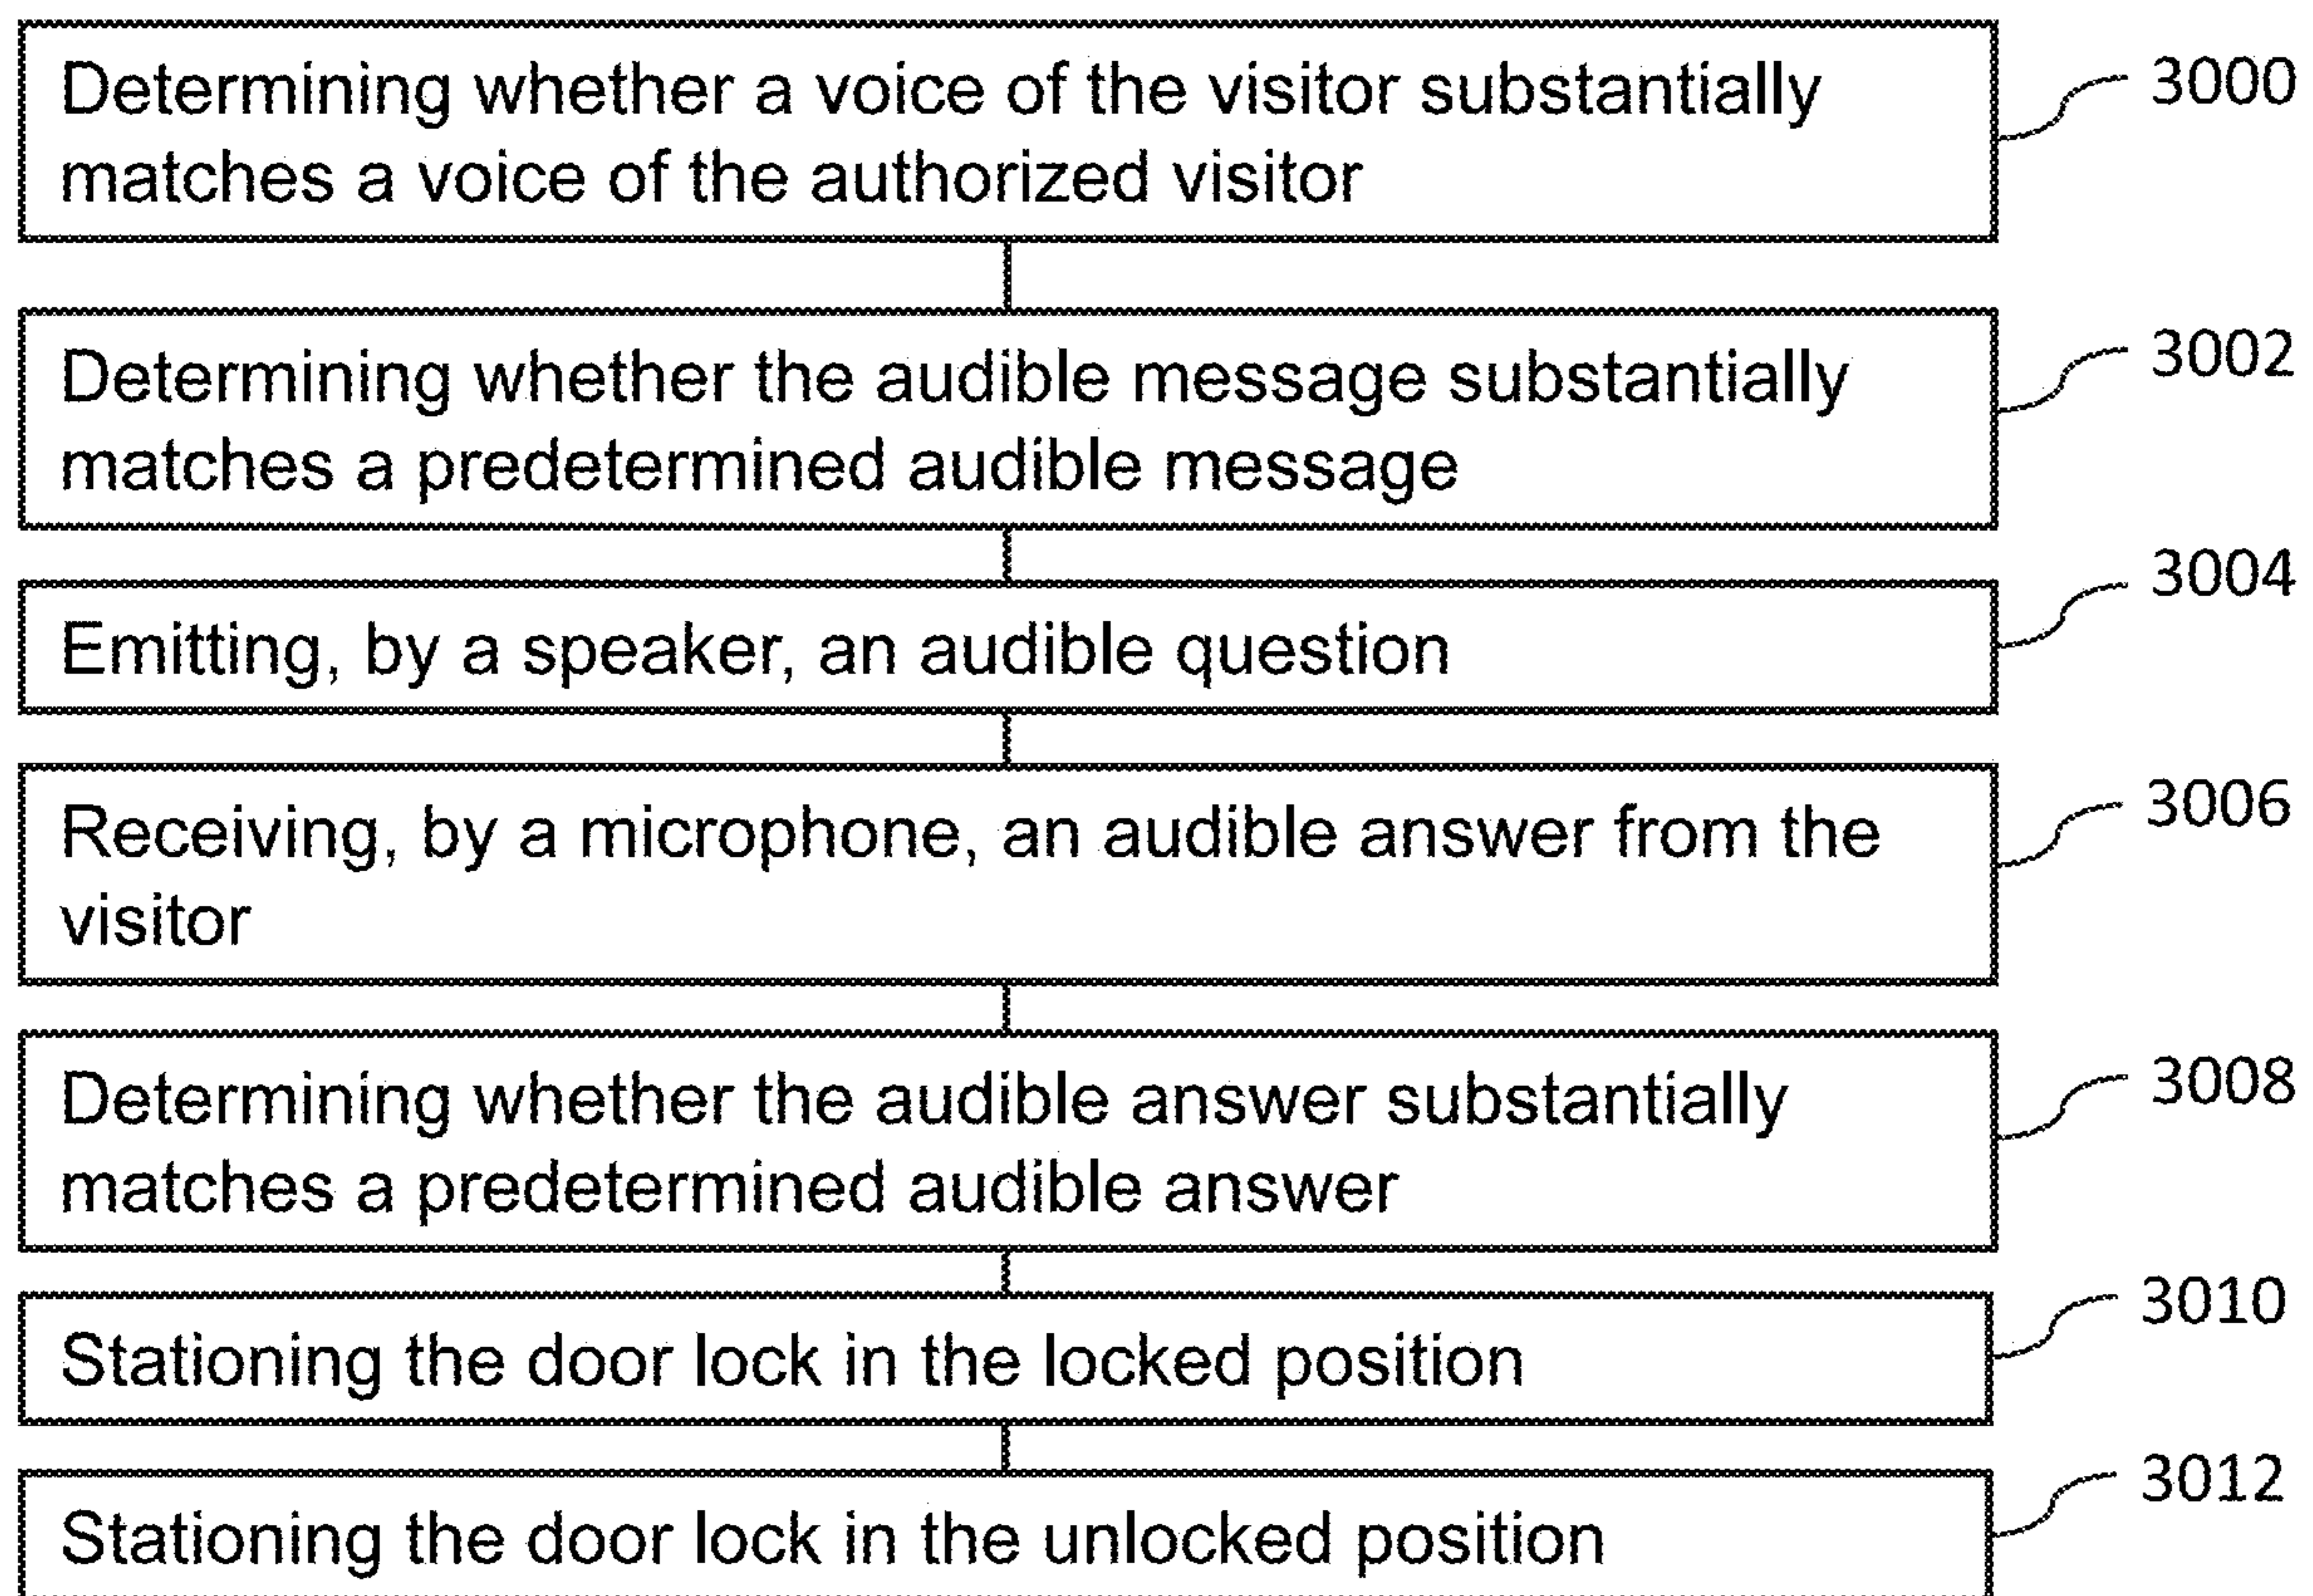 Determining whether a voice of the visitor substantially
matches a voice of the authorized visitor
3000
Determining whether the audible message substantially
matches a predetermined audible message
3002
Emitting, by a speaker, an audible question
3004
Receiving, by a microphone, an audible answer from the
visitor
3006
Determining whether the audible answer substantially
matches a predetermined audible answer
3008
Stationing the door lock in the locked position
3010
Stationing the door lock in the unlocked position
3012